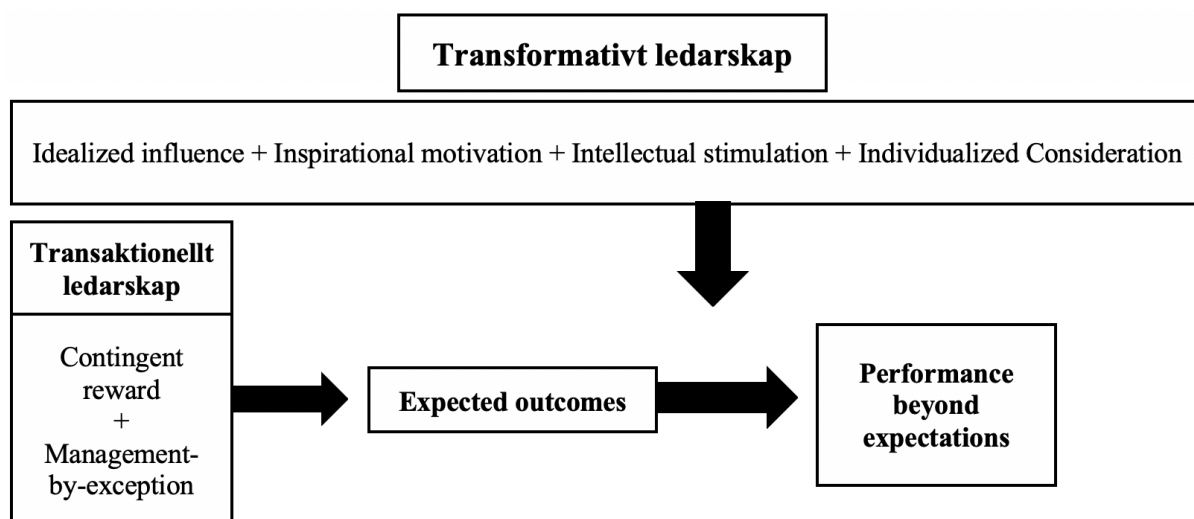 Transformativt ledarskap
Idealized influence + Inspirational motivation + Intellectual stimulation + Individualized Consideration
Transaktionellt
ledarskap
Contingent
reward
+
Management-
by-exception
Expected outcomes
Performance
beyond
expectations